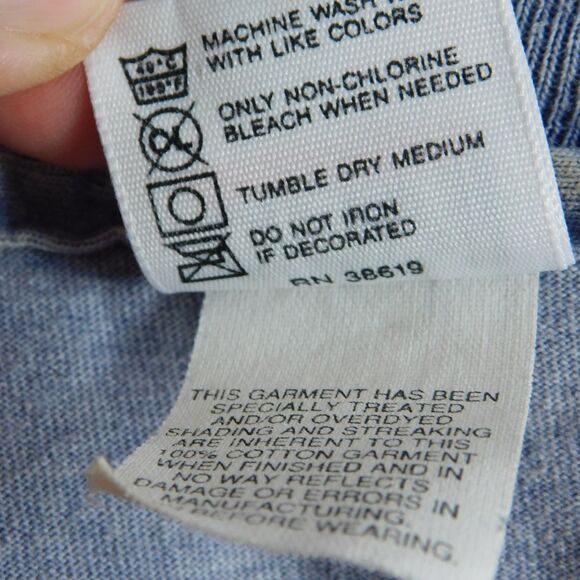 MACHINE WASH
WITH LIKE COLORS
40°C
ONLY NON-CHLORINE
BLEACH WHEN NEEDED
TUMBLE DRY MEDIUM
DO NOT IRON
IF DECORATED
RN 38619
THIS GARMENT HAS BEEN
SPECIALLY TREATED
AND/OR OVERDYED
SHADING AND STREAKING
ARE INHERENT TO THIS
100% COTTON GARMENT
WHEN FINISHED AND IN
NO WAY REFLECTS
DAMAGE OR ERRORS IN
MANUFACTURING.
BEFORE WEARING.